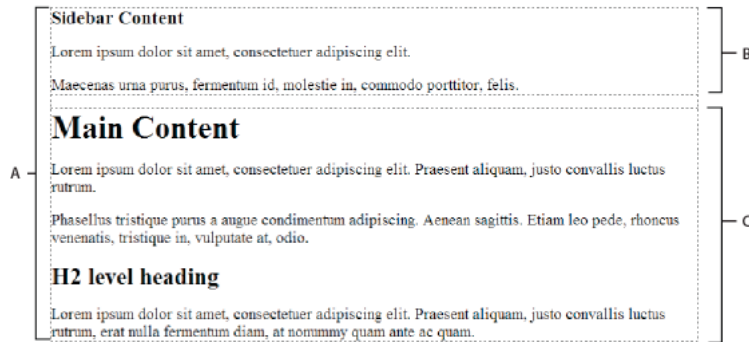 Sidebar Content
Lorem ipsum dolor sit amet, consectetuer adipiscing elit.
B
Maecenas urna purus, fermentum id, molestie in, commodo porttitor, felis.
Main Content
Lorem ipsum dolor sit amet, consectetuer adipiscing elit. Praesent aliquam, justo convallis luctus
A
rutrum.
Phasellus tristique purus a augue condimentum adipiscing. Aenean sagittis. Etiam leo pede, rhoncus
C
venenatis, tristique in, vulputate at, odio.
H2 level heading
Lorem ipsum dolor sit amet, consectetuer adipiscing elit. Praesent aliquam, justo convallis luctus
rutrum, erat nulla fermentum diam, at nonummy quam ante ac quam.